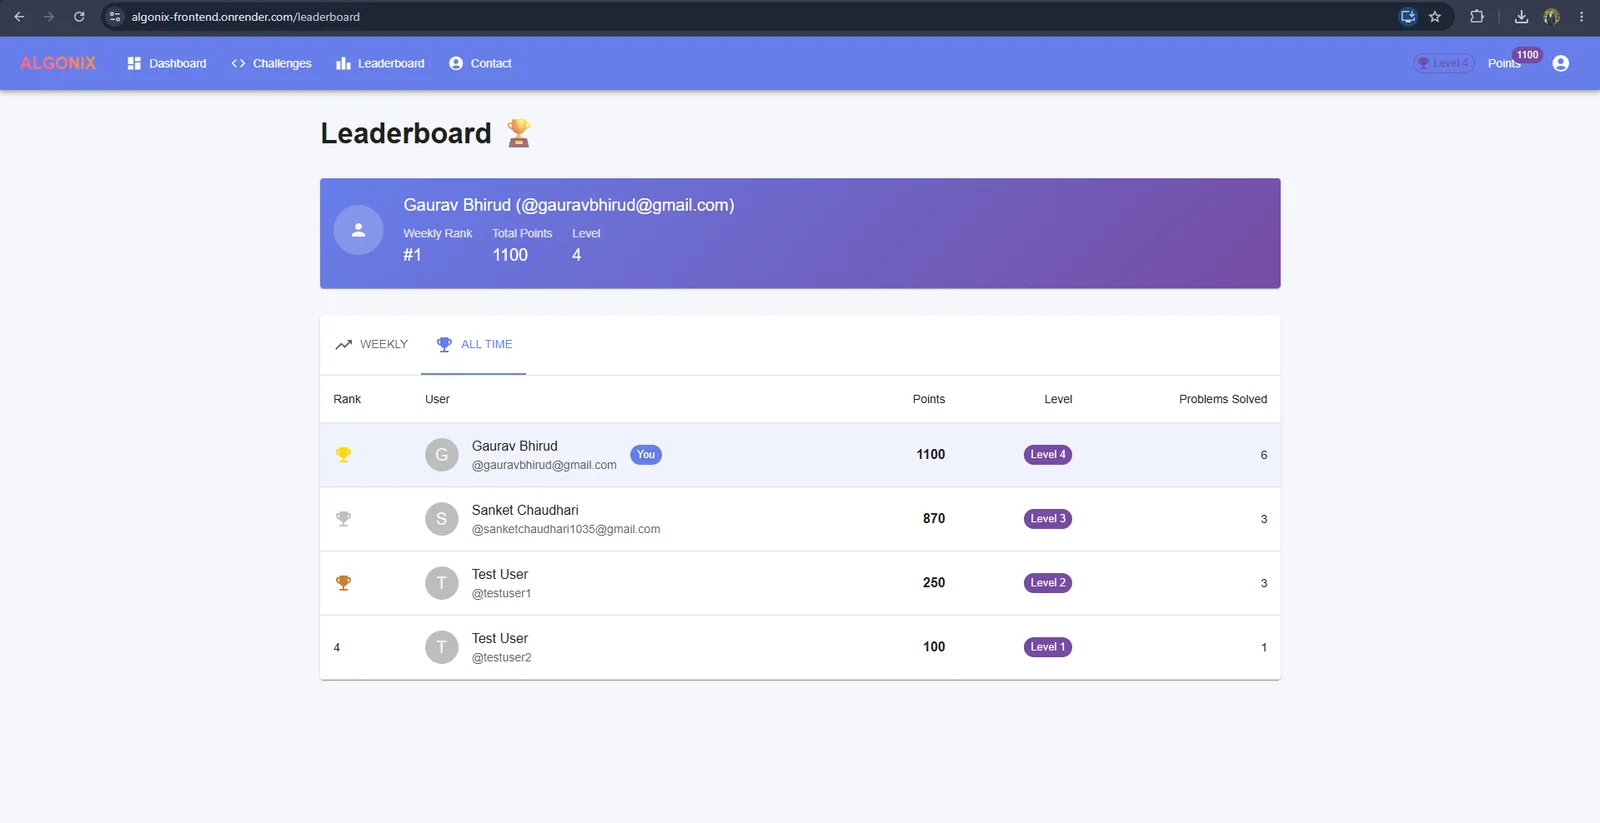 algonix-frontend.onrender.com/leaderboard
ALGONIX Dashboard Challenges Leaderboard Contact Level 4 Points 1100
Leaderboard
Gaurav Bhirud (@gauravbhirud@gmail.com)
Weekly Rank Total Points Level
#1 1100 4
WEEKLY ALL TIME
Rank User Points Level Problems Solved
G Gaurav Bhirud @gauravbhirud@gmail.com You 1100 Level 4 6
S Sanket Chaudhari @sanketchaudhari1035@gmail.com 870 Level 3 3
T Test User @testuser1 250 Level 2 3
4 T Test User @testuser2 100 Level 1 1